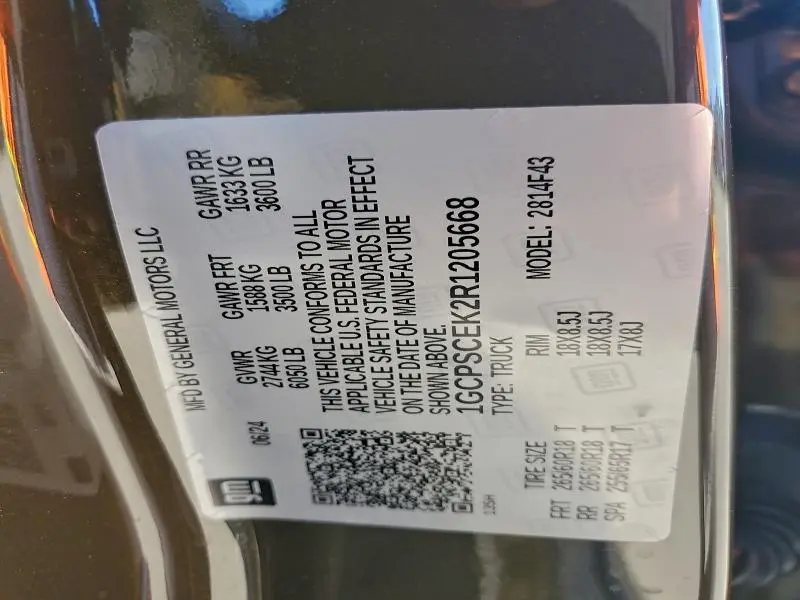 gm
MFD BY GENERAL MOTORS LLC
06/24 GVWR GAWR FRT GAWR RR
2744KG 1588 KG 1633 KG
6050 LB 3500 LB 3600 LB
THIS VEHICLE CONFORMS TO ALL
APPLICABLE U.S. FEDERAL MOTOR
VEHICLE SAFETY STANDARDS IN EFFECT
ON THE DATE OF MANUFACTURE
SHOWN ABOVE.
1GCPSCEK2R1205668
TYPE: TRUCK MODEL: 2814F43
TIRE SIZE RIM
FRT 265/60R18 T 18X8.5J
RR 265/60R18 T 18X8.5J
SPA 255/65R17 T 17X8J